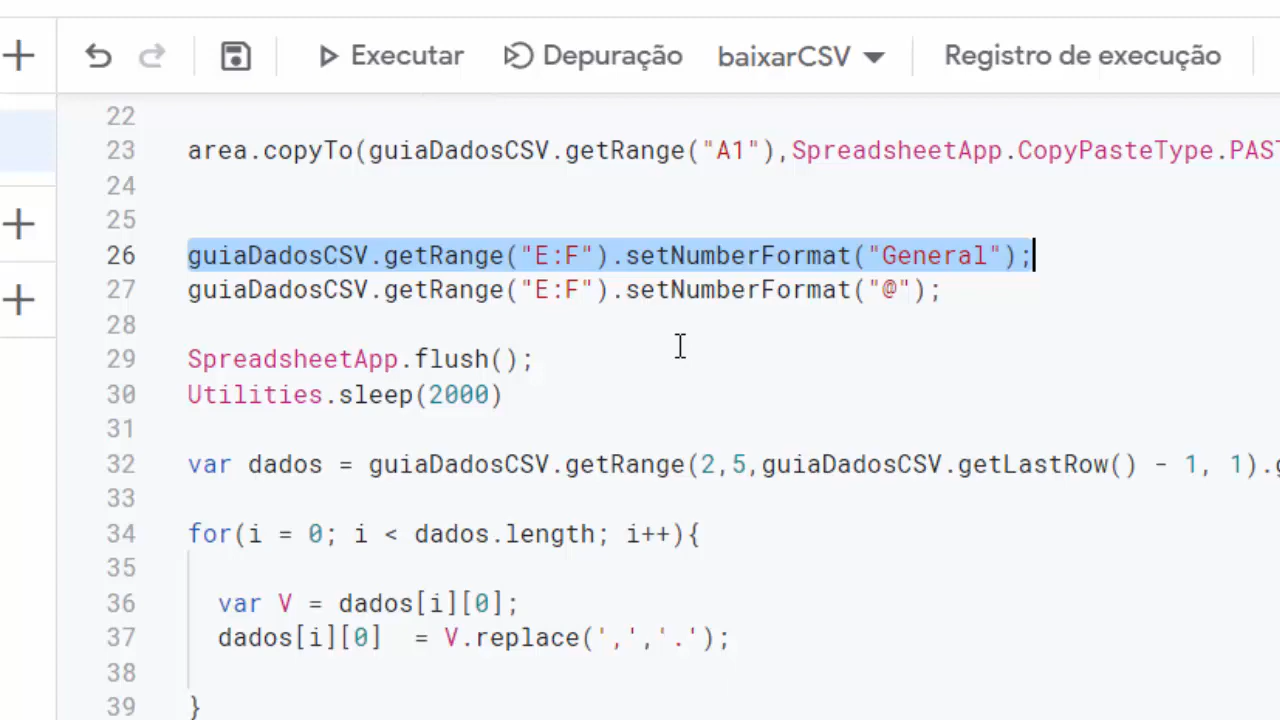 Executar Depuração baixarCSV Registro de execução
22
23 area.copyTo(guiaDadosCSV.getRange("A1"),SpreadsheetApp.CopyPasteType.PAST
24
25
26 guiaDadosCSV.getRange("E:F").setNumberFormat("General");
27 guiaDadosCSV.getRange("E:F").setNumberFormat("@");
28
29 SpreadsheetApp.flush();
30 Utilities.sleep(2000)
31
32 var dados = guiaDadosCSV.getRange(2,5,guiaDadosCSV.getLastRow() - 1, 1).g
33
34 for(i = 0; i < dados.length; i++){
35
36 var V = dados[i][0];
37 dados[i][0]  = V.replace(',','.');
38
39 }